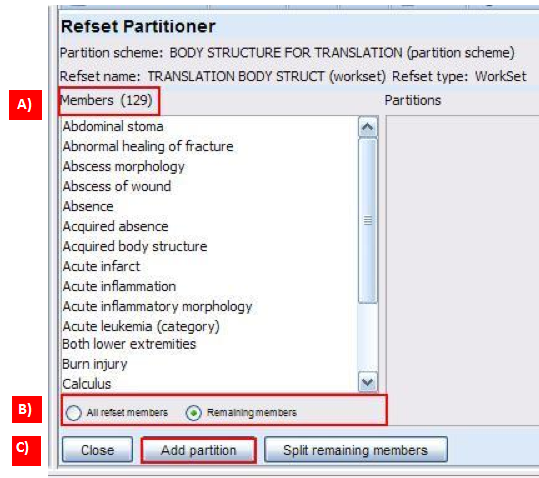 Refset Partitioner
Partition scheme: BODY STRUCTURE FOR TRANSLATION (partition scheme)
Refset name: TRANSLATION BODY STRUCT (workset) Refset type: WorkSet
A) Members (129) Partitions
Abdominal stoma
Abnormal healing of fracture
Abscess morphology
Abscess of wound
Absence
Acquired absence
Acquired body structure
Acute infarct
Acute inflammation
Acute inflammatory morphology
Acute leukemia (category)
Both lower extremities
Burn injury
Calculus
B) All refset members Remaining members
C) Close Add partition Split remaining members